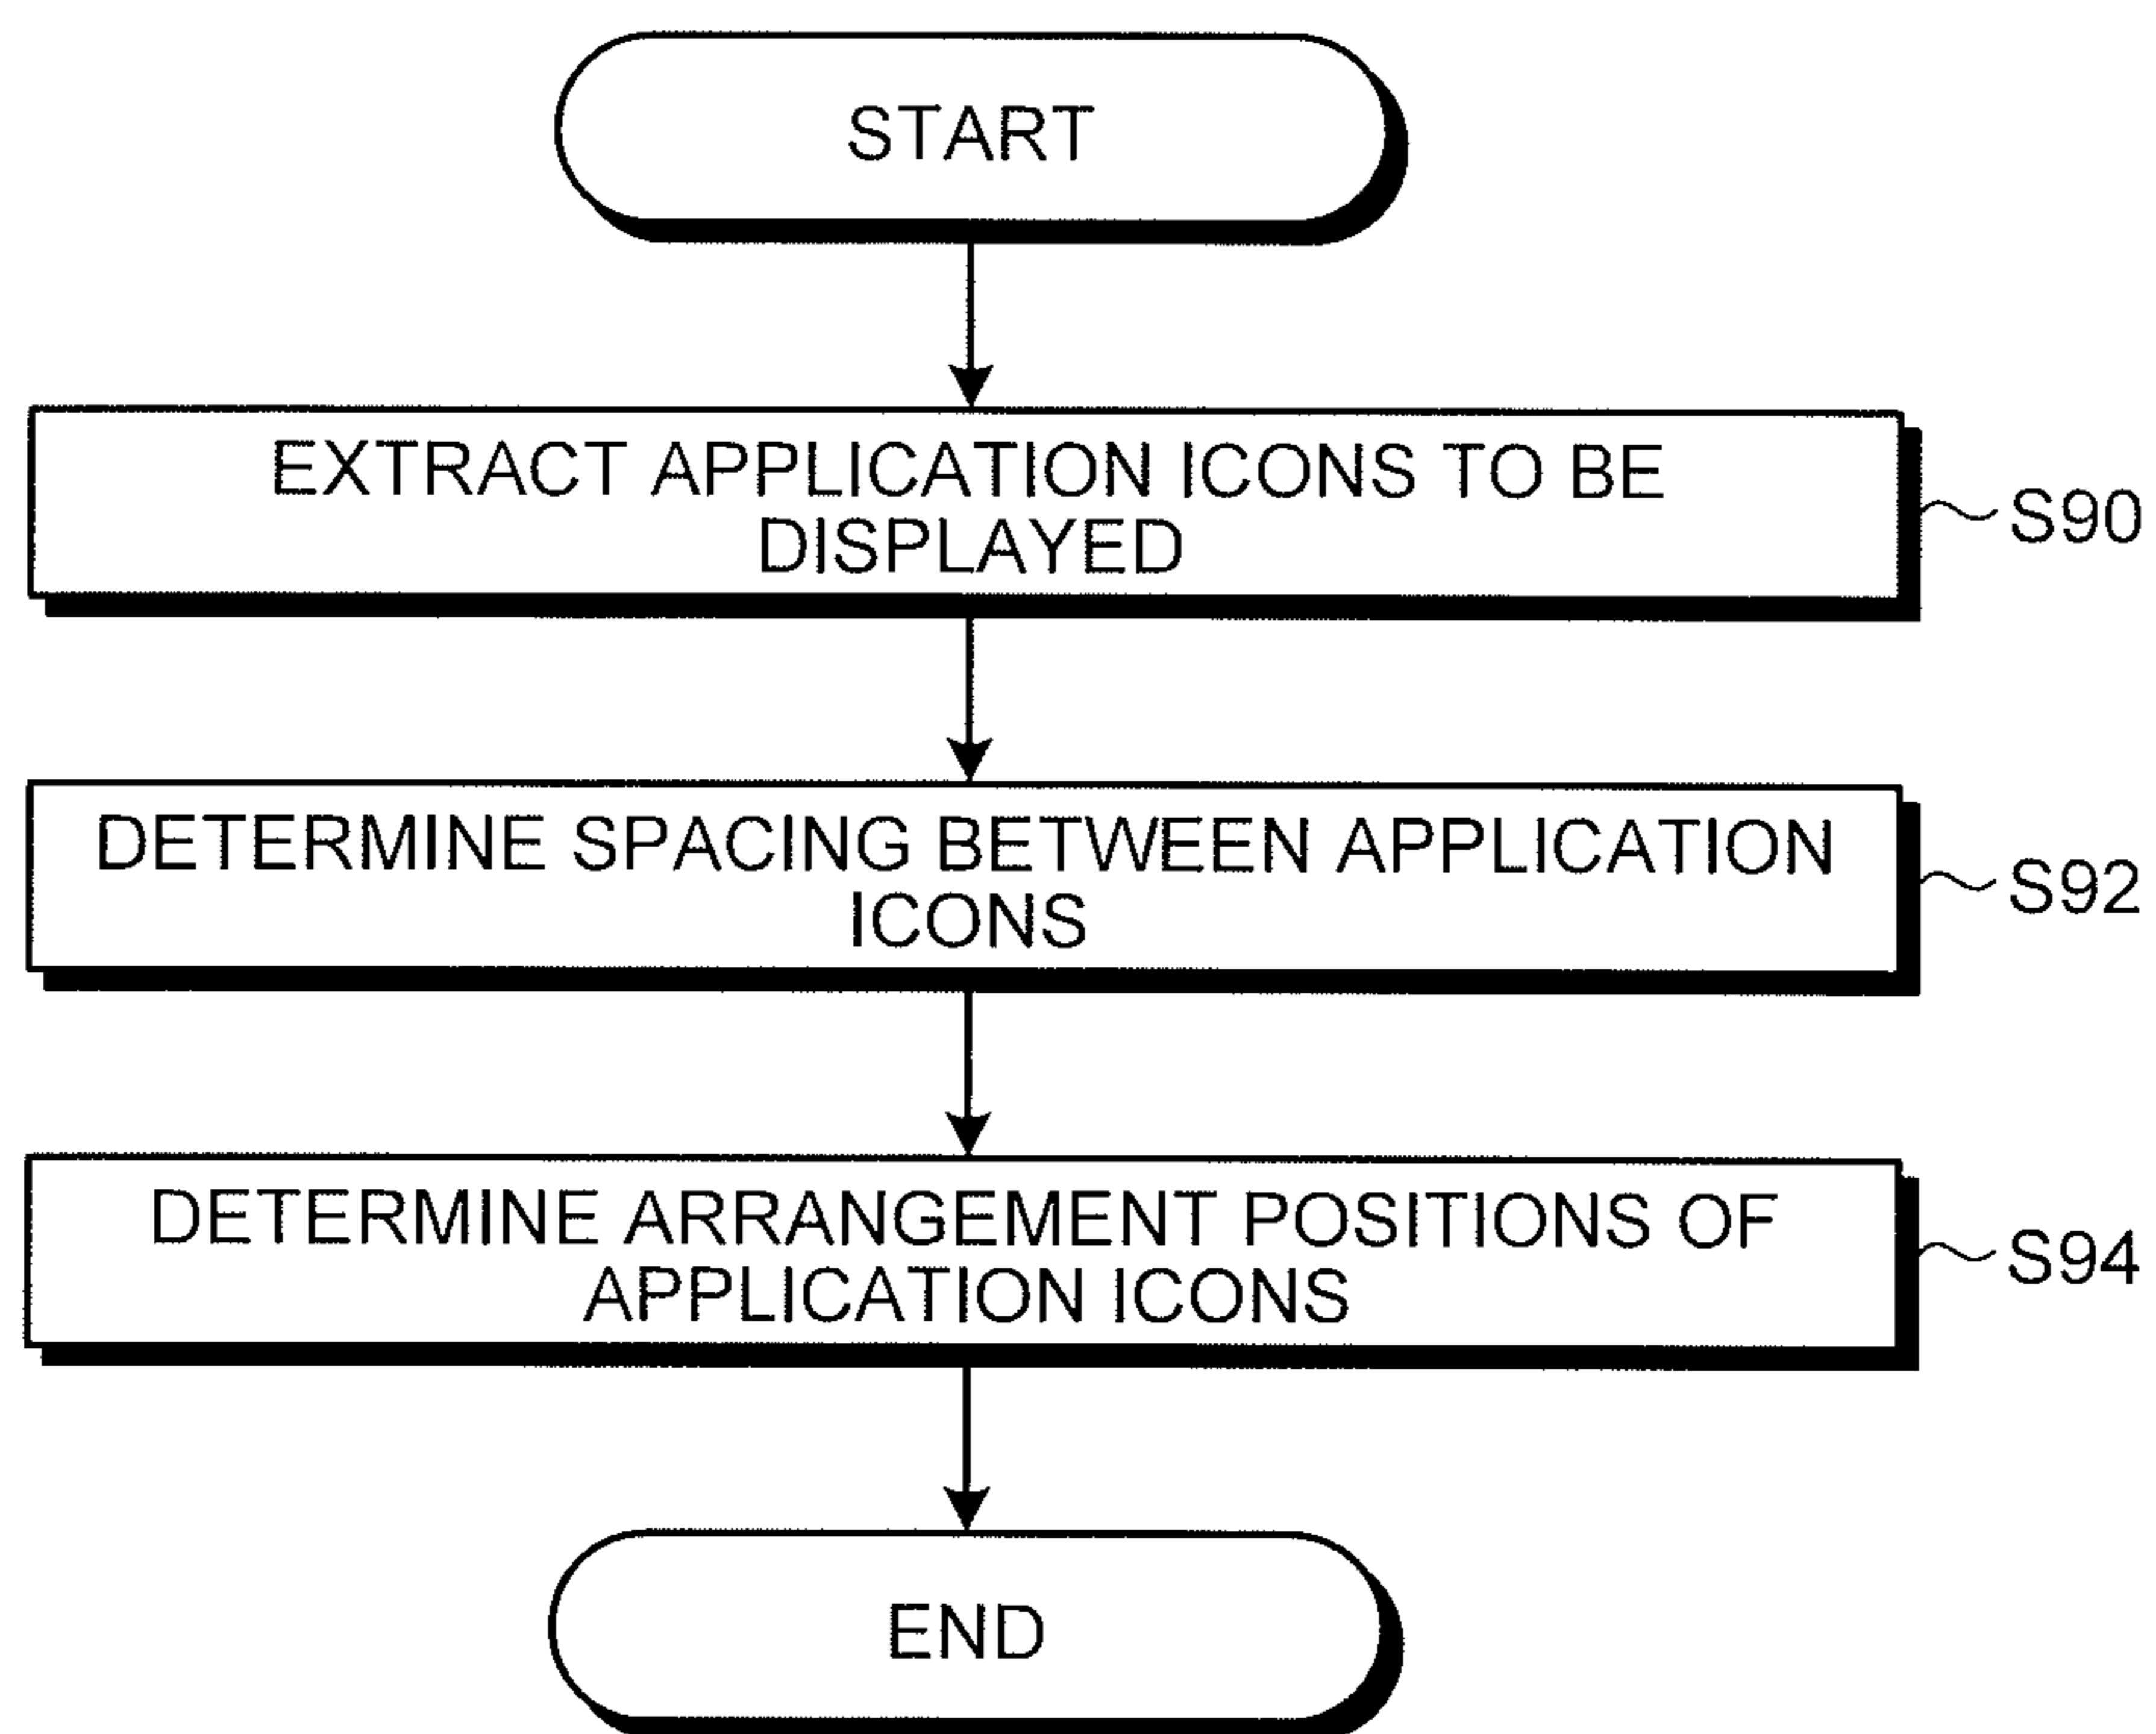 START
EXTRACT APPLICATION ICONS TO BE
DISPLAYED
S90
DETERMINE SPACING BETWEEN APPLICATION
ICONS
S92
DETERMINE ARRANGEMENT POSITIONS OF
APPLICATION ICONS
S94
END